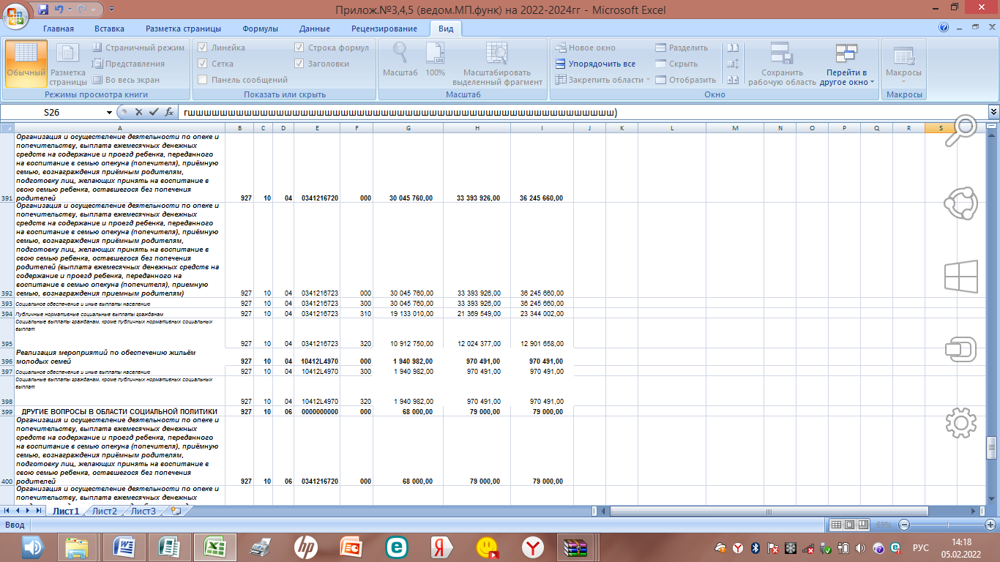 Прилож.№3,4,5 (ведом.МП.функ) на 2022-2024гг - Microsoft Excel
Главная Вставка Разметка страницы Формулы Данные Рецензирование Вид
Обычный Разметка страницы Страничный режим Представления Во весь экран
Режимы просмотра книги
Линейка Строка формул
Сетка Заголовки
Панель сообщений
Показать или скрыть
Масштаб 100% Масштабировать выделенный фрагмент
Масштаб
Новое окно Разделить
Упорядочить все Скрыть
Закрепить области Отобразить
Сохранить рабочую область Перейти в другое окно
Окно
Макросы
Макросы
S26
A B C D E F G H I J K L M N O P Q R S
Организация и осуществление деятельности по опеке и
попечительству, выплата ежемесячных денежных
средств на содержание и проезд ребенка, переданного
на воспитание в семью опекуна (попечителя), приёмную
семью, вознаграждения приёмным родителям,
подготовку лиц, желающих принять на воспитание в
свою семью ребенка, оставшегося без попечения
391 родителей 927 10 04 0341216720 000 30 045 760,00 33 393 926,00 36 245 660,00
Организация и осуществление деятельности по опеке и
попечительству, выплата ежемесячных денежных
средств на содержание и проезд ребенка, переданного
на воспитание в семью опекуна (попечителя), приёмную
семью, вознаграждения приёмным родителям,
подготовку лиц, желающих принять на воспитание в
свою семью ребенка, оставшегося без попечения
родителей (выплата ежемесячных денежных средств на
содержание и проезд ребенка, переданного на
воспитание в семью опекуна (попечителя), приемную
392 семью, вознаграждения приемным родителям) 927 10 04 0341216723 000 30 045 760,00 33 393 926,00 36 245 660,00
393 Социальное обеспечение и иные выплаты населению 927 10 04 0341216723 300 30 045 760,00 33 393 926,00 36 245 660,00
394 Публичные нормативные социальные выплаты гражданам 927 10 04 0341216723 310 19 133 010,00 21 369 549,00 23 344 002,00
Социальные выплаты гражданам, кроме публичных нормативных социальных
выплат
395 927 10 04 0341216723 320 10 912 750,00 12 024 377,00 12 901 658,00
Реализация мероприятий по обеспечению жильём
396 молодых семей 927 10 04 10412L4970 000 1 940 982,00 970 491,00 970 491,00
397 Социальное обеспечение и иные выплаты населению 927 10 04 10412L4970 300 1 940 982,00 970 491,00 970 491,00
Социальные выплаты гражданам, кроме публичных нормативных социальных
выплат
398 927 10 04 10412L4970 320 1 940 982,00 970 491,00 970 491,00
399 ДРУГИЕ ВОПРОСЫ В ОБЛАСТИ СОЦИАЛЬНОЙ ПОЛИТИКИ 927 10 06 0000000000 000 68 000,00 79 000,00 79 000,00
Организация и осуществление деятельности по опеке и
попечительству, выплата ежемесячных денежных
средств на содержание и проезд ребенка, переданного
на воспитание в семью опекуна (попечителя), приёмную
семью, вознаграждения приёмным родителям,
подготовку лиц, желающих принять на воспитание в
свою семью ребенка, оставшегося без попечения
400 родителей 927 10 06 0341216720 000 68 000,00 79 000,00 79 000,00
Организация и осуществление деятельности по опеке и
попечительству, выплата ежемесячных денежных
Лист1 Лист2 Лист3
Ввод 69%
РУС 14:18
05.02.2022